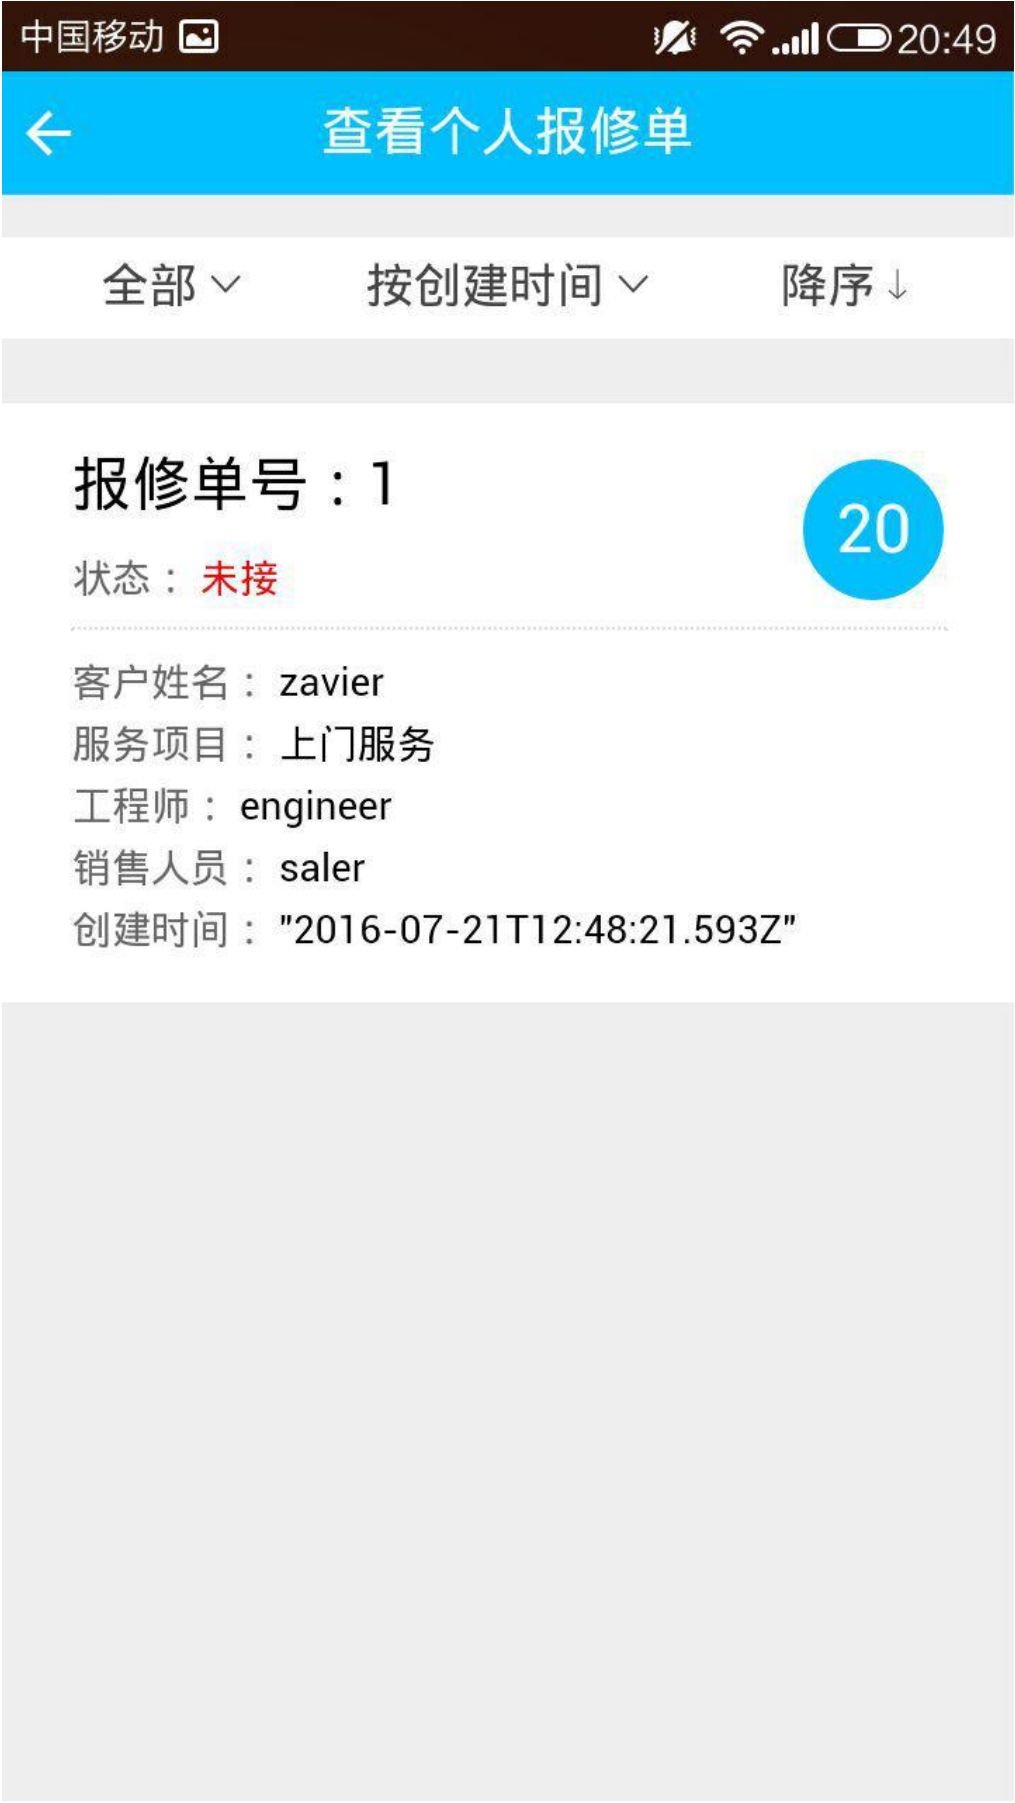 中国移动 20:49
查看个人报修单
全部 按创建时间 降序↓
报修单号：1
20
状态： 未接
客户姓名： zavier
服务项目： 上门服务
工程师： engineer
销售人员： saler
创建时间： "2016-07-21T12:48:21.593Z"